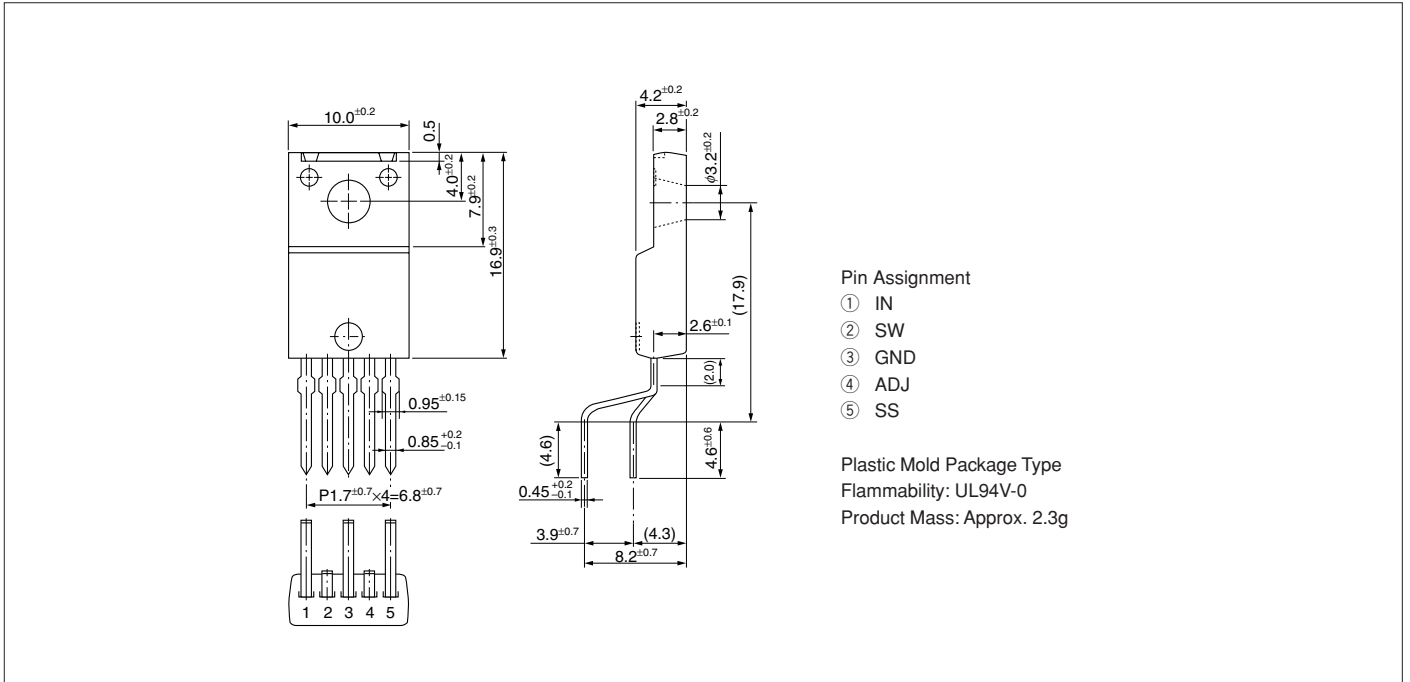 10.0±0.2
0.5
4.0±0.2
7.9±0.2
16.9±0.3
0.95±0.15
0.85+0.2−0.1
P1.7±0.7×4=6.8±0.7
1 2 3 4 5
4.2±0.2
2.8±0.2
φ3.2±0.2
(17.9)
2.6±0.1
(2.0)
(4.6)
4.6±0.6
0.45+0.2−0.1
3.9±0.7
(4.3)
8.2±0.7
Pin Assignment
① IN
② SW
③ GND
④ ADJ
⑤ SS
Plastic Mold Package Type
Flammability: UL94V-0
Product Mass: Approx. 2.3g